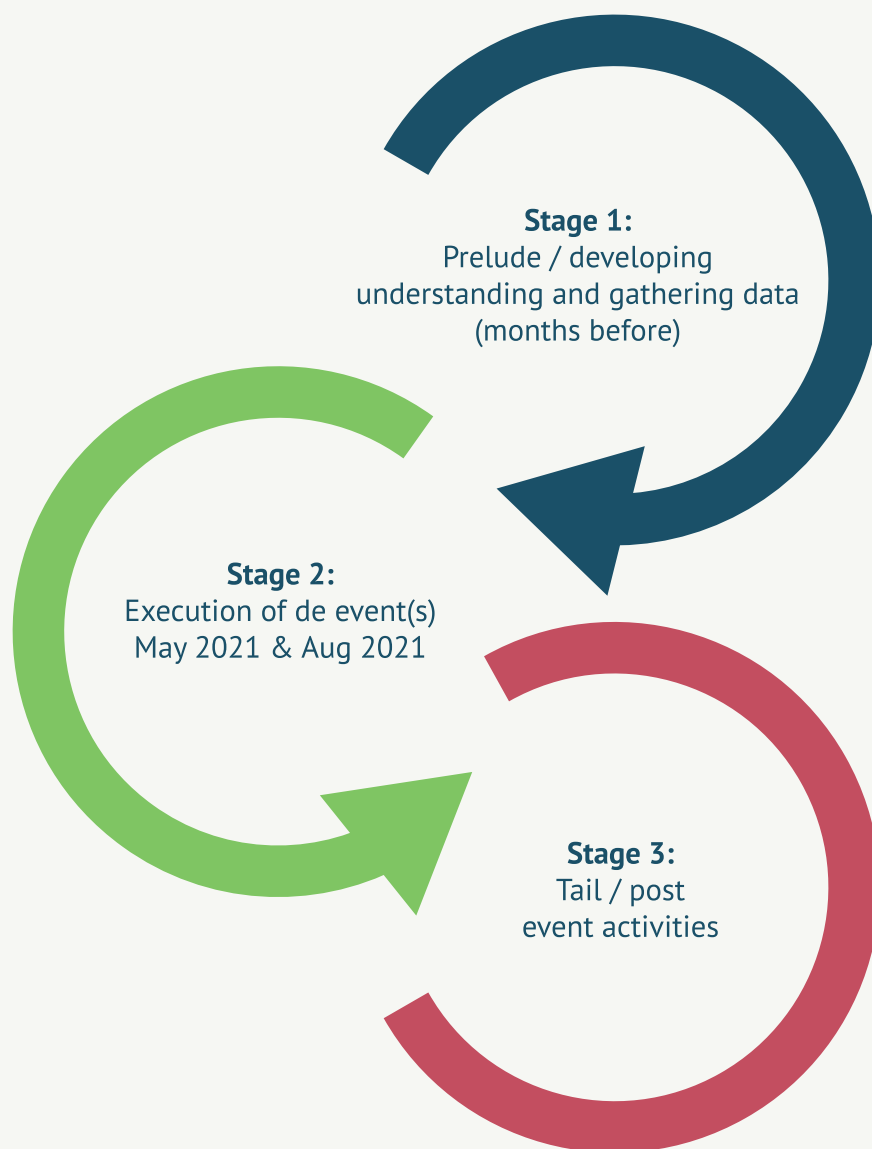 Stage 1:
Prelude / developing
understanding and gathering data
(months before)
Stage 2:
Execution of de event(s)
May 2021 & Aug 2021
Stage 3:
Tail / post
event activities